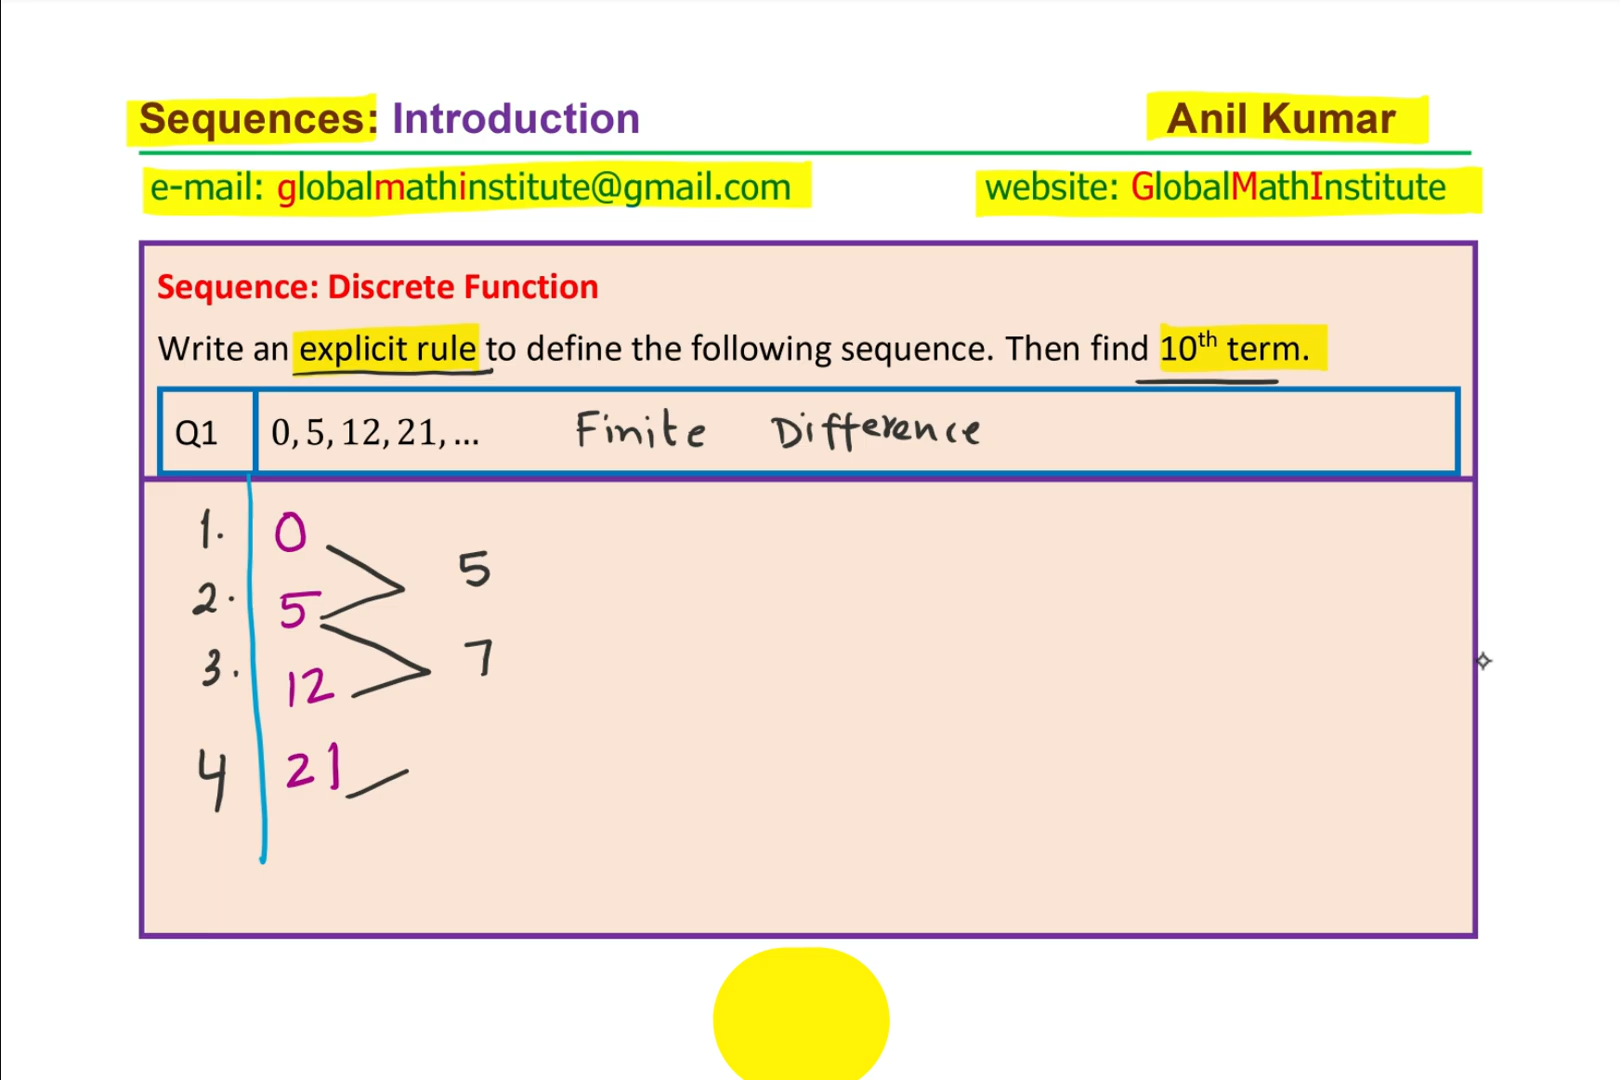 Sequences: Introduction Anil Kumar
e-mail: globalmathinstitute@gmail.com website: GlobalMathInstitute
Sequence: Discrete Function
Write an explicit rule to define the following sequence. Then find 10th term.
Q1 0, 5, 12, 21, ... Finite Difference
1. 0
5
2. 5
7
3. 12
4 21